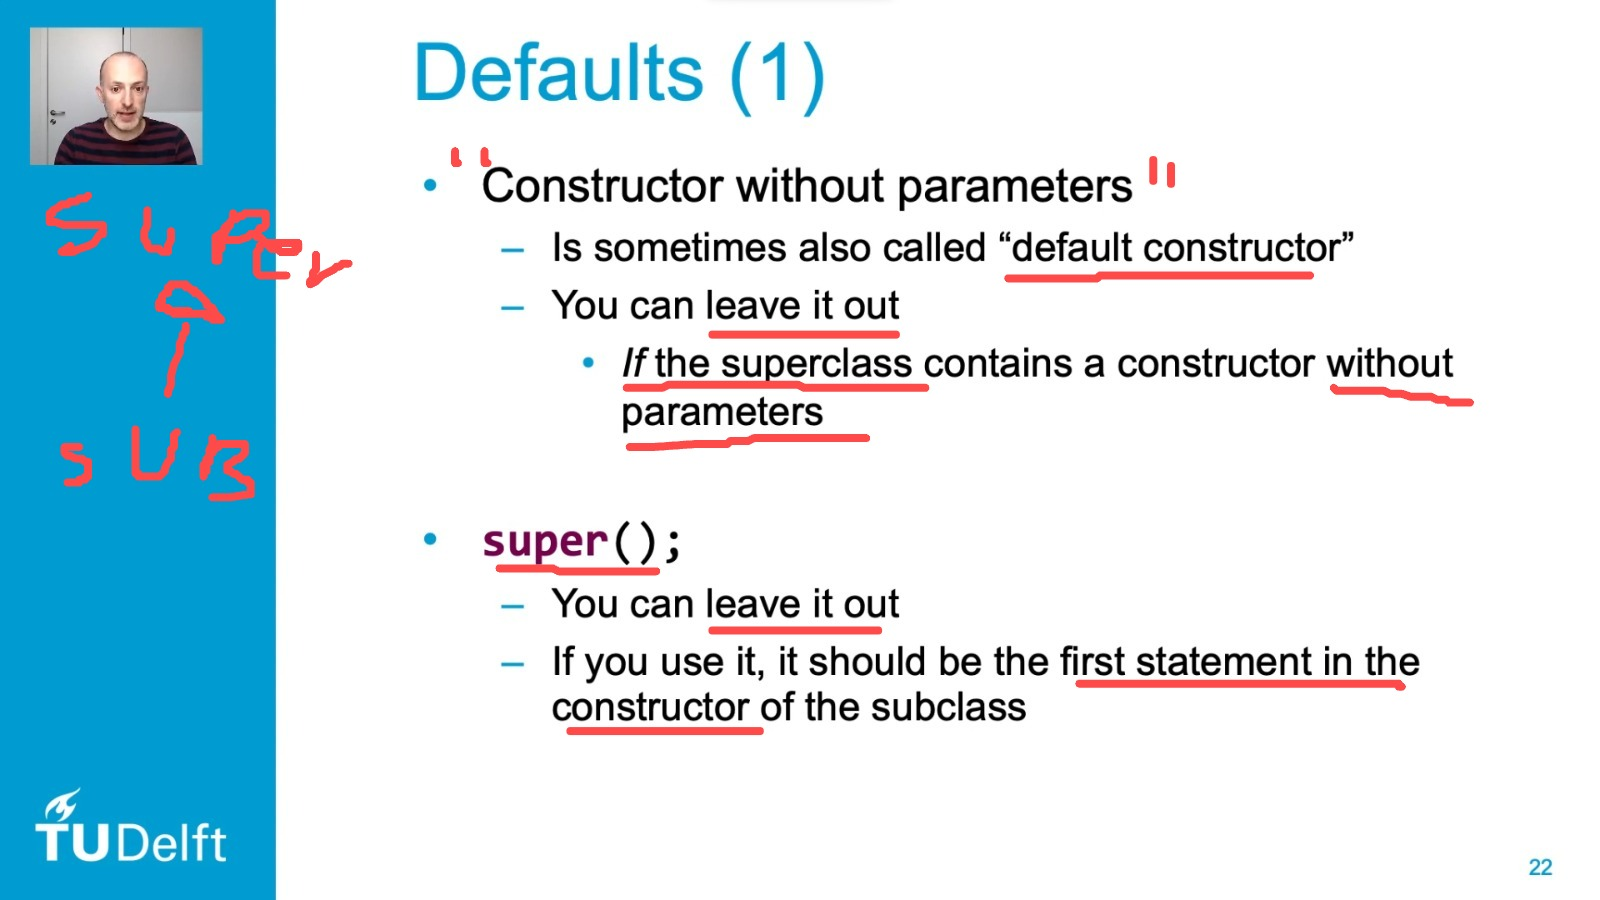 Defaults (1)
• "Constructor without parameters"
– Is sometimes also called “default constructor”
– You can leave it out
• If the superclass contains a constructor without
parameters
• super();
– You can leave it out
– If you use it, it should be the first statement in the
constructor of the subclass
SUPEr
SUB
TUDelft
22